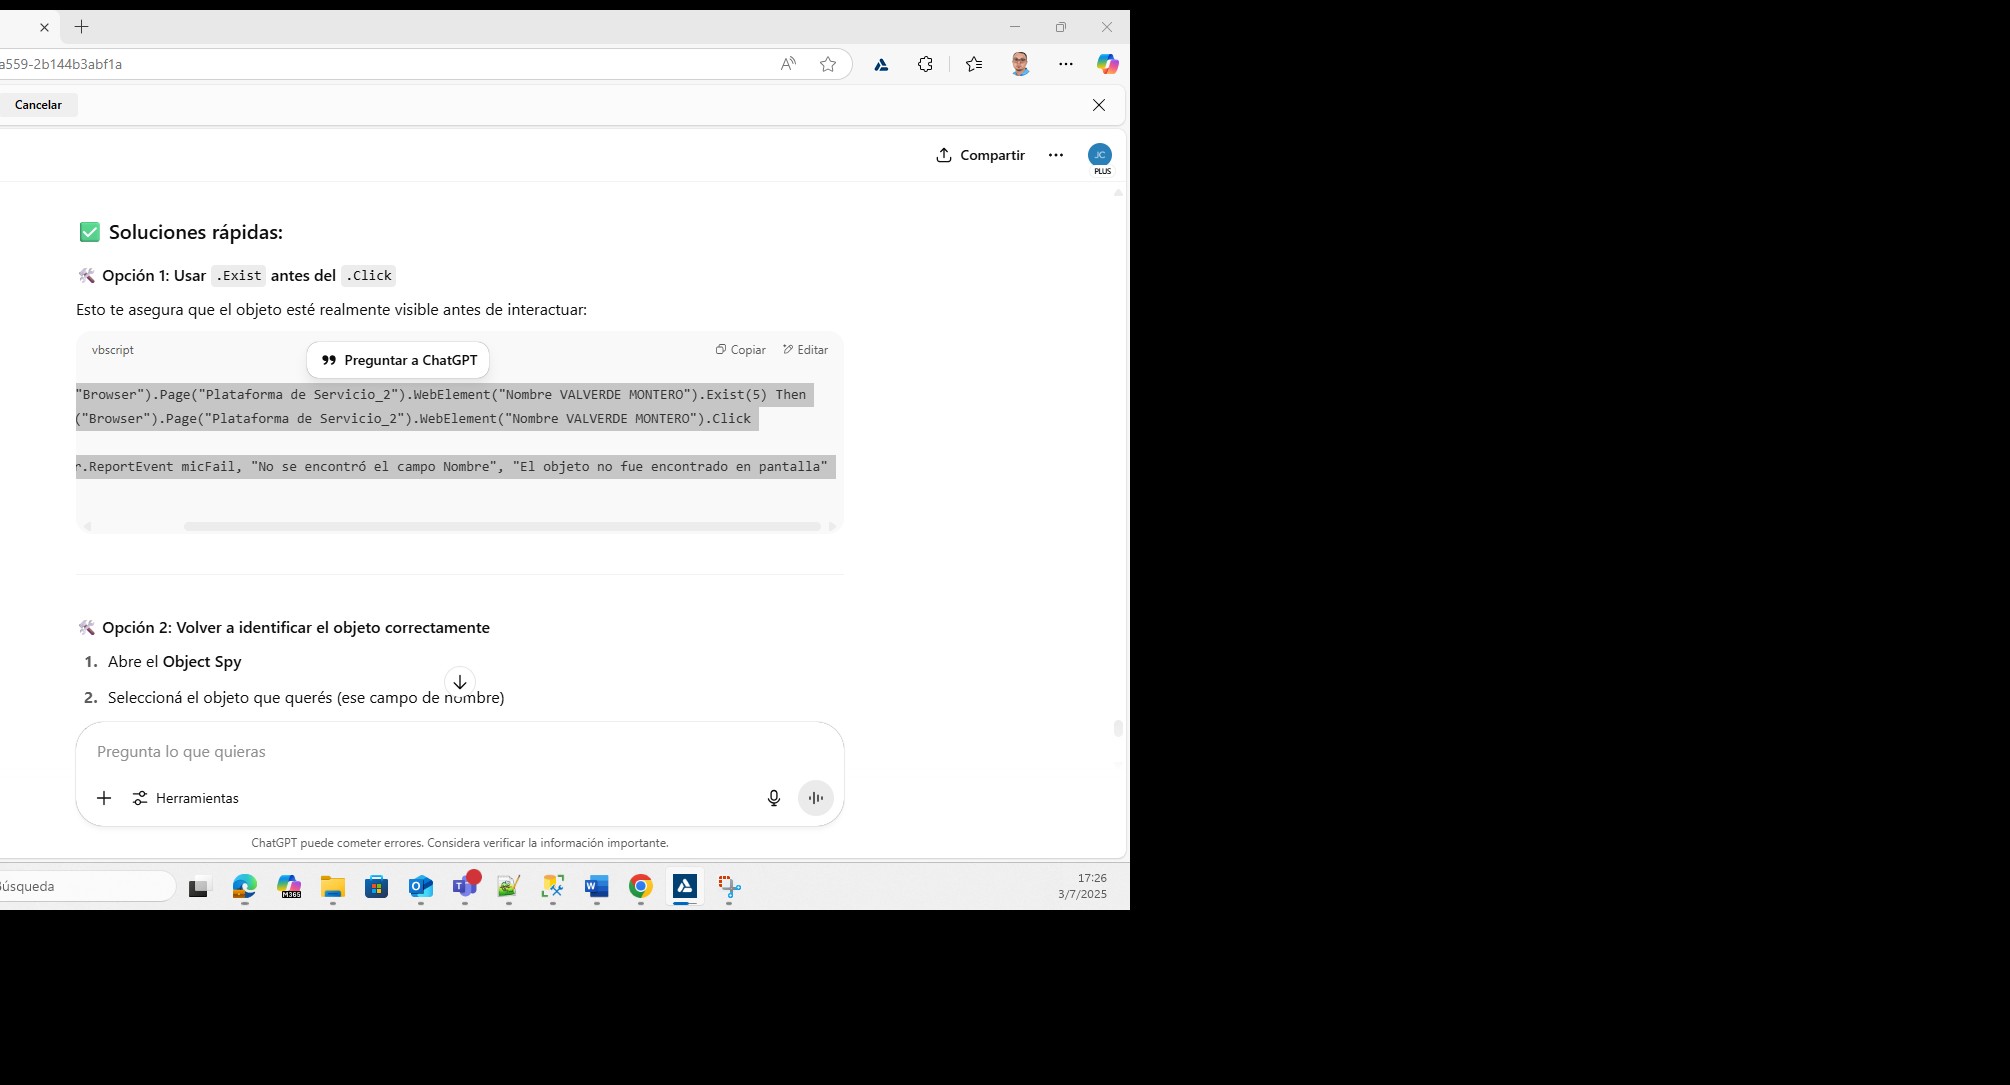 a559-2b144b3abf1a
Cancelar
Compartir
JC
PLUS
Soluciones rápidas:
Opción 1: Usar .Exist antes del .Click
Esto te asegura que el objeto esté realmente visible antes de interactuar:
vbscript
Preguntar a ChatGPT
Copiar
Editar
"Browser").Page("Plataforma de Servicio_2").WebElement("Nombre VALVERDE MONTERO").Exist(5) Then
("Browser").Page("Plataforma de Servicio_2").WebElement("Nombre VALVERDE MONTERO").Click
r.ReportEvent micFail, "No se encontró el campo Nombre", "El objeto no fue encontrado en pantalla"
Opción 2: Volver a identificar el objeto correctamente
1. Abre el Object Spy
2. Seleccioná el objeto que querés (ese campo de nombre)
Pregunta lo que quieras
Herramientas
ChatGPT puede cometer errores. Considera verificar la información importante.
Búsqueda
M365
17:26
3/7/2025